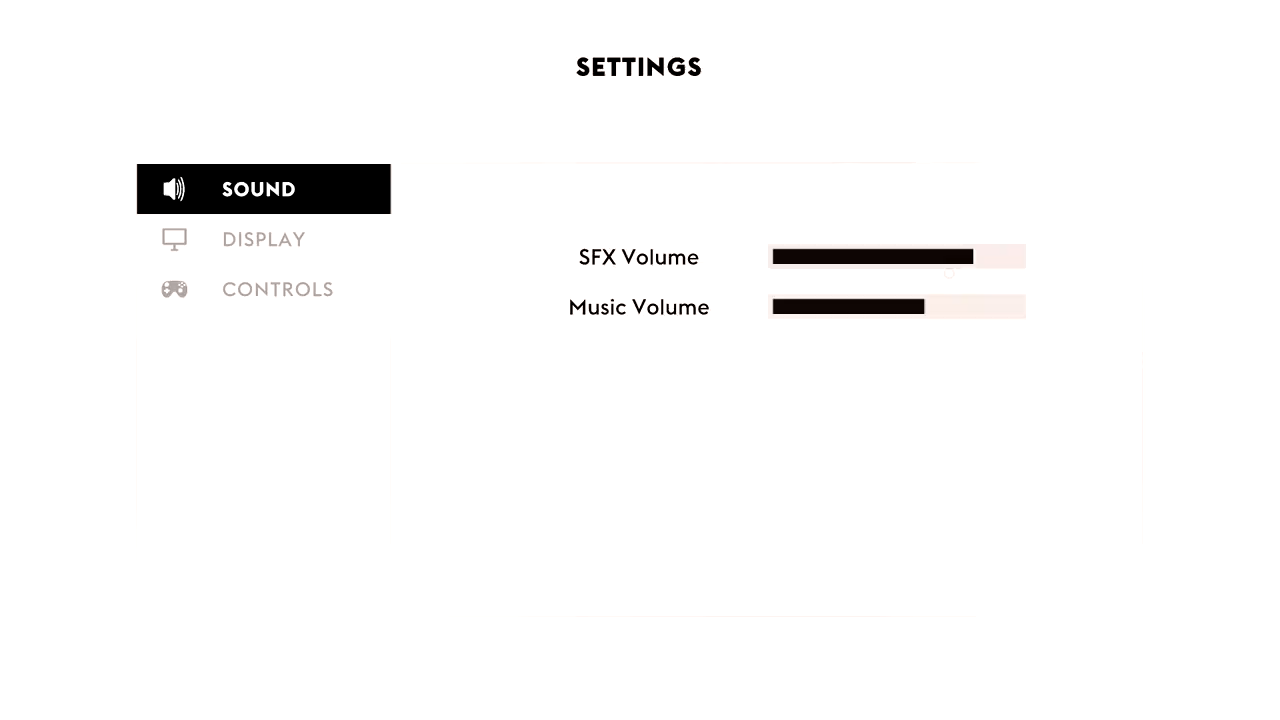 SETTINGS
SOUND
DISPLAY
CONTROLS
SFX Volume
Music Volume